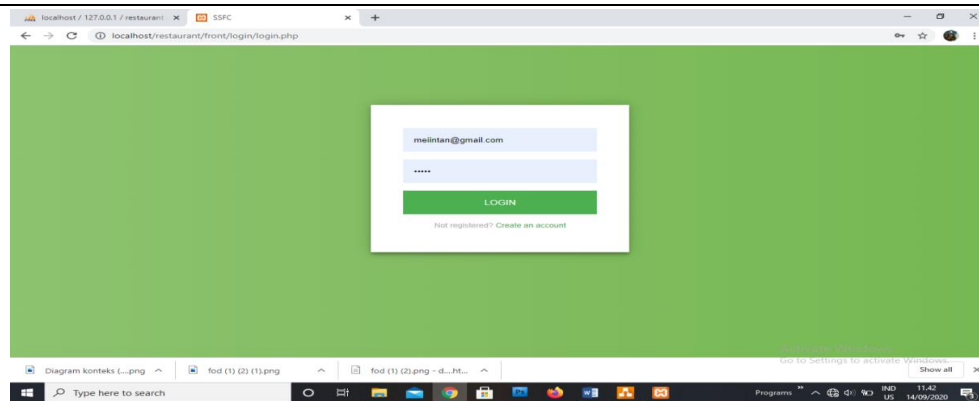 localhost / 127.0.0.1 / restaurant
SSFC
localhost/restaurant/front/login/login.php
meiintan@gmail.com
•••••
LOGIN
Not registered? Create an account
Activate Windows
Go to Settings to activate Windows.
Diagram konteks (....png
fod (1) (2) (1).png
fod (1) (2).png - d....ht...
Show all
Type here to search
Programs
IND
US
11.42
14/09/2020